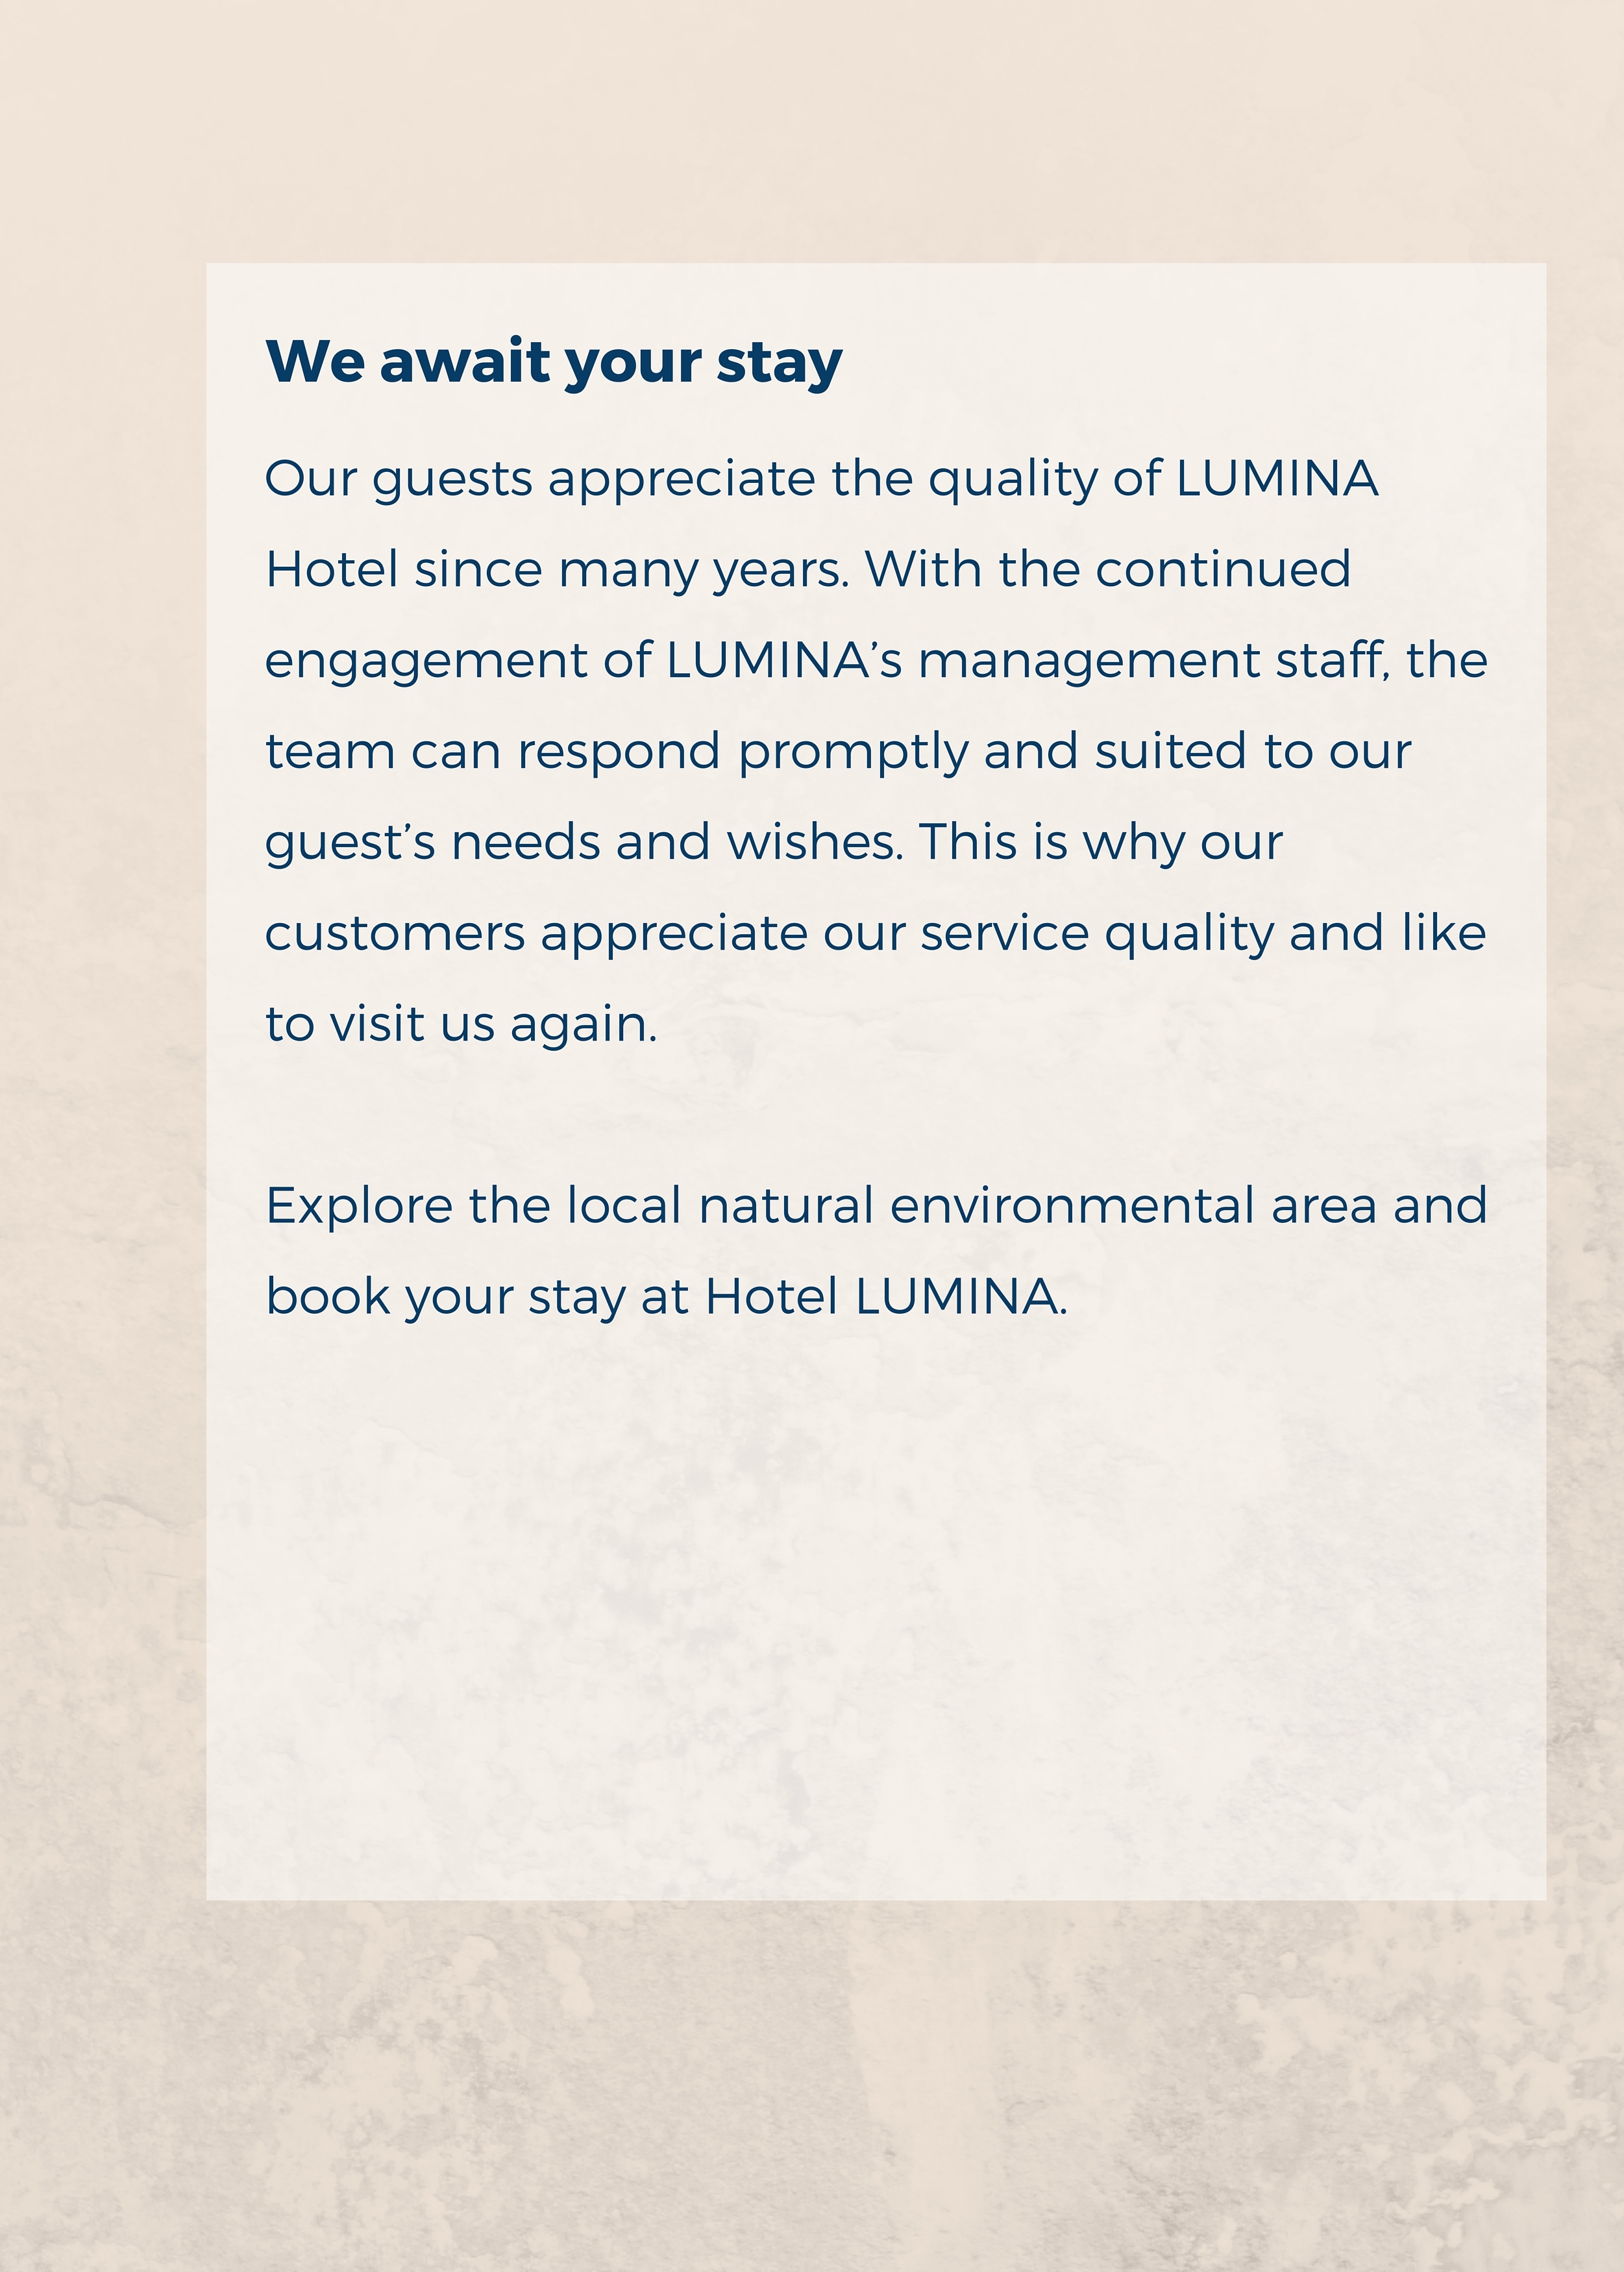 We await your stay
Our guests appreciate the quality of LUMINA
Hotel since many years. With the continued
engagement of LUMINA’s management staff, the
team can respond promptly and suited to our
guest’s needs and wishes. This is why our
customers appreciate our service quality and like
to visit us again.
Explore the local natural environmental area and
book your stay at Hotel LUMINA.